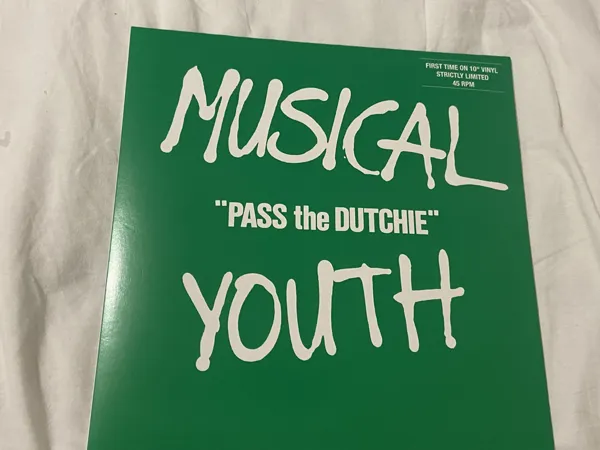 FIRST TIME ON 10" VINYL
STRICTLY LIMITED
45 RPM
MUSICAL
"PASS the DUTCHIE"
YOUTH